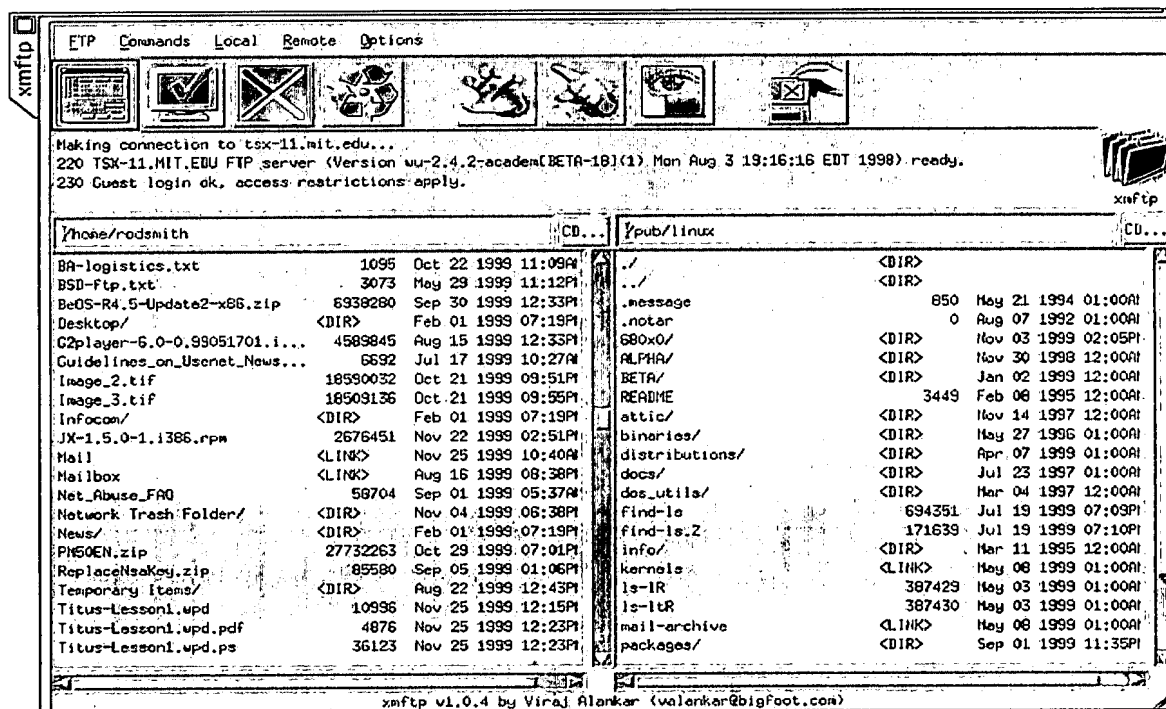 xmftp
FTP Commands Local Remote Options
Making connection to tsx-11.mit.edu...
220 TSX-11.MIT.EDU FTP server (Version wu-2.4.2-academ[BETA-18](1) Mon Aug 3 19:16:16 EDT 1998) ready.
230 Guest login ok, access restrictions apply.
xmftp
/home/rodsmith CD...
BA-logistics.txt 1095 Oct 22 1999 11:09AM
BSD-ftp.txt 3073 May 29 1999 11:12PM
BeOS-R4.5-Update2-x86.zip 6939280 Sep 30 1999 12:33PM
Desktop/ <DIR> Feb 01 1999 07:19PM
G2player-6.0-0.99051701.i... 4589845 Aug 15 1999 12:33PM
Guidelines_on_Usenet_News... 6692 Jul 17 1999 10:27AM
Image_2.tif 18590032 Oct 21 1999 09:51PM
Image_3.tif 18509136 Oct 21 1999 09:55PM
Infocom/ <DIR> Feb 01 1999 07:19PM
JX-1.5.0-1.i386.rpm 2676451 Nov 22 1999 02:51PM
Mail <LINK> Nov 25 1999 10:40AM
Mailbox <LINK> Aug 16 1999 08:38PM
Net_Abuse_FAQ 58704 Sep 01 1999 05:37AM
Network Trash Folder/ <DIR> Nov 04 1999 06:38PM
News/ <DIR> Feb 01 1999 07:19PM
PM50EN.zip 27732263 Oct 29 1999 07:01PM
ReplaceNsaKey.zip 85580 Sep 05 1999 01:06PM
Temporary Items/ <DIR> Aug 22 1999 12:43PM
Titus-Lesson1.wpd 10996 Nov 25 1999 12:15PM
Titus-Lesson1.wpd.pdf 4876 Nov 25 1999 12:23PM
Titus-Lesson1.wpd.ps 36123 Nov 25 1999 12:23PM
/pub/linux CD...
./ <DIR>
../ <DIR>
.message 850 May 21 1994 01:00AM
.notar 0 Aug 07 1992 01:00AM
680x0/ <DIR> Nov 03 1999 02:05PM
ALPHA/ <DIR> Nov 30 1998 12:00AM
BETA/ <DIR> Jan 02 1999 12:00AM
README 3449 Feb 08 1995 12:00AM
attic/ <DIR> Nov 14 1997 12:00AM
binaries/ <DIR> May 27 1996 01:00AM
distributions/ <DIR> Apr 07 1999 01:00AM
docs/ <DIR> Jul 23 1997 01:00AM
dos_utils/ <DIR> Mar 04 1997 12:00AM
find-ls 694351 Jul 19 1999 07:09PM
find-ls.Z 171639 Jul 19 1999 07:10PM
info/ <DIR> Mar 11 1995 12:00AM
kernels <LINK> May 08 1999 01:00AM
ls-lR 387429 May 03 1999 01:00AM
ls-ltR 387430 May 03 1999 01:00AM
mail-archive <LINK> May 08 1999 01:00AM
packages/ <DIR> Sep 01 1999 11:35PM
xmftp v1.0.4 by Viraj Alankar (valankar@bigfoot.com)